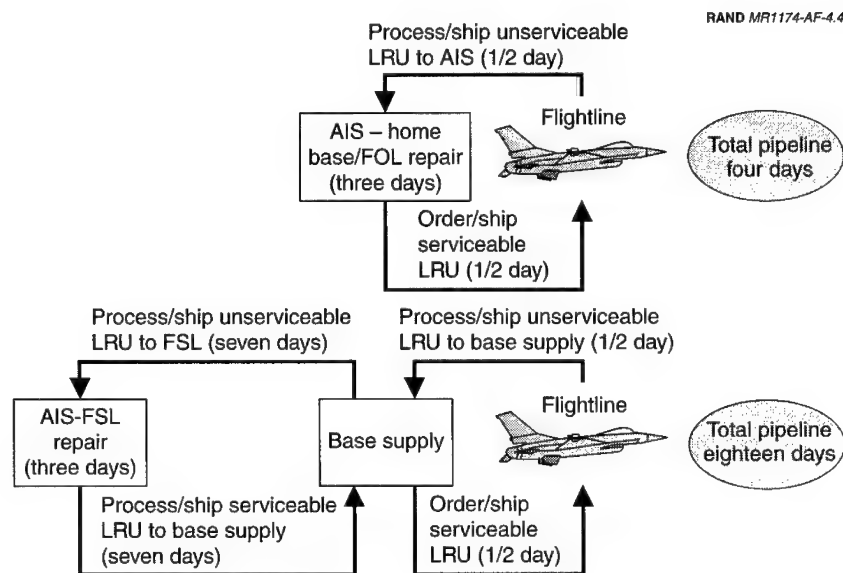 RAND MR1174-AF-4.4
Process/ship unserviceable
LRU to AIS (1/2 day)
Flightline
AIS – home
base/FOL repair
(three days)
Total pipeline
four days
Order/ship
serviceable
LRU (1/2 day)
Process/ship unserviceable
LRU to FSL (seven days)
Process/ship unserviceable
LRU to base supply (1/2 day)
Flightline
AIS-FSL
repair
(three days)
Base supply
Total pipeline
eighteen days
Process/ship serviceable
LRU to base supply
(seven days)
Order/ship
serviceable
LRU (1/2 day)